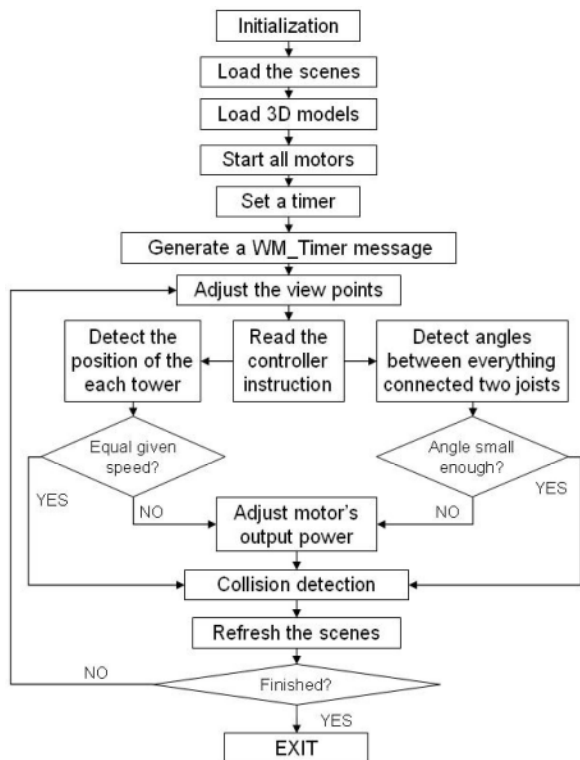 Initialization
Load the scenes
Load 3D models
Start all motors
Set a timer
Generate a WM_Timer message
Adjust the view points
Detect the
position of the
each tower
Read the
controller
instruction
Detect angles
between everything
connected two joists
Equal given
speed?
Angle small
enough?
YES
NO
Adjust motor's
output power
NO
YES
Collision detection
Refresh the scenes
NO
Finished?
YES
EXIT